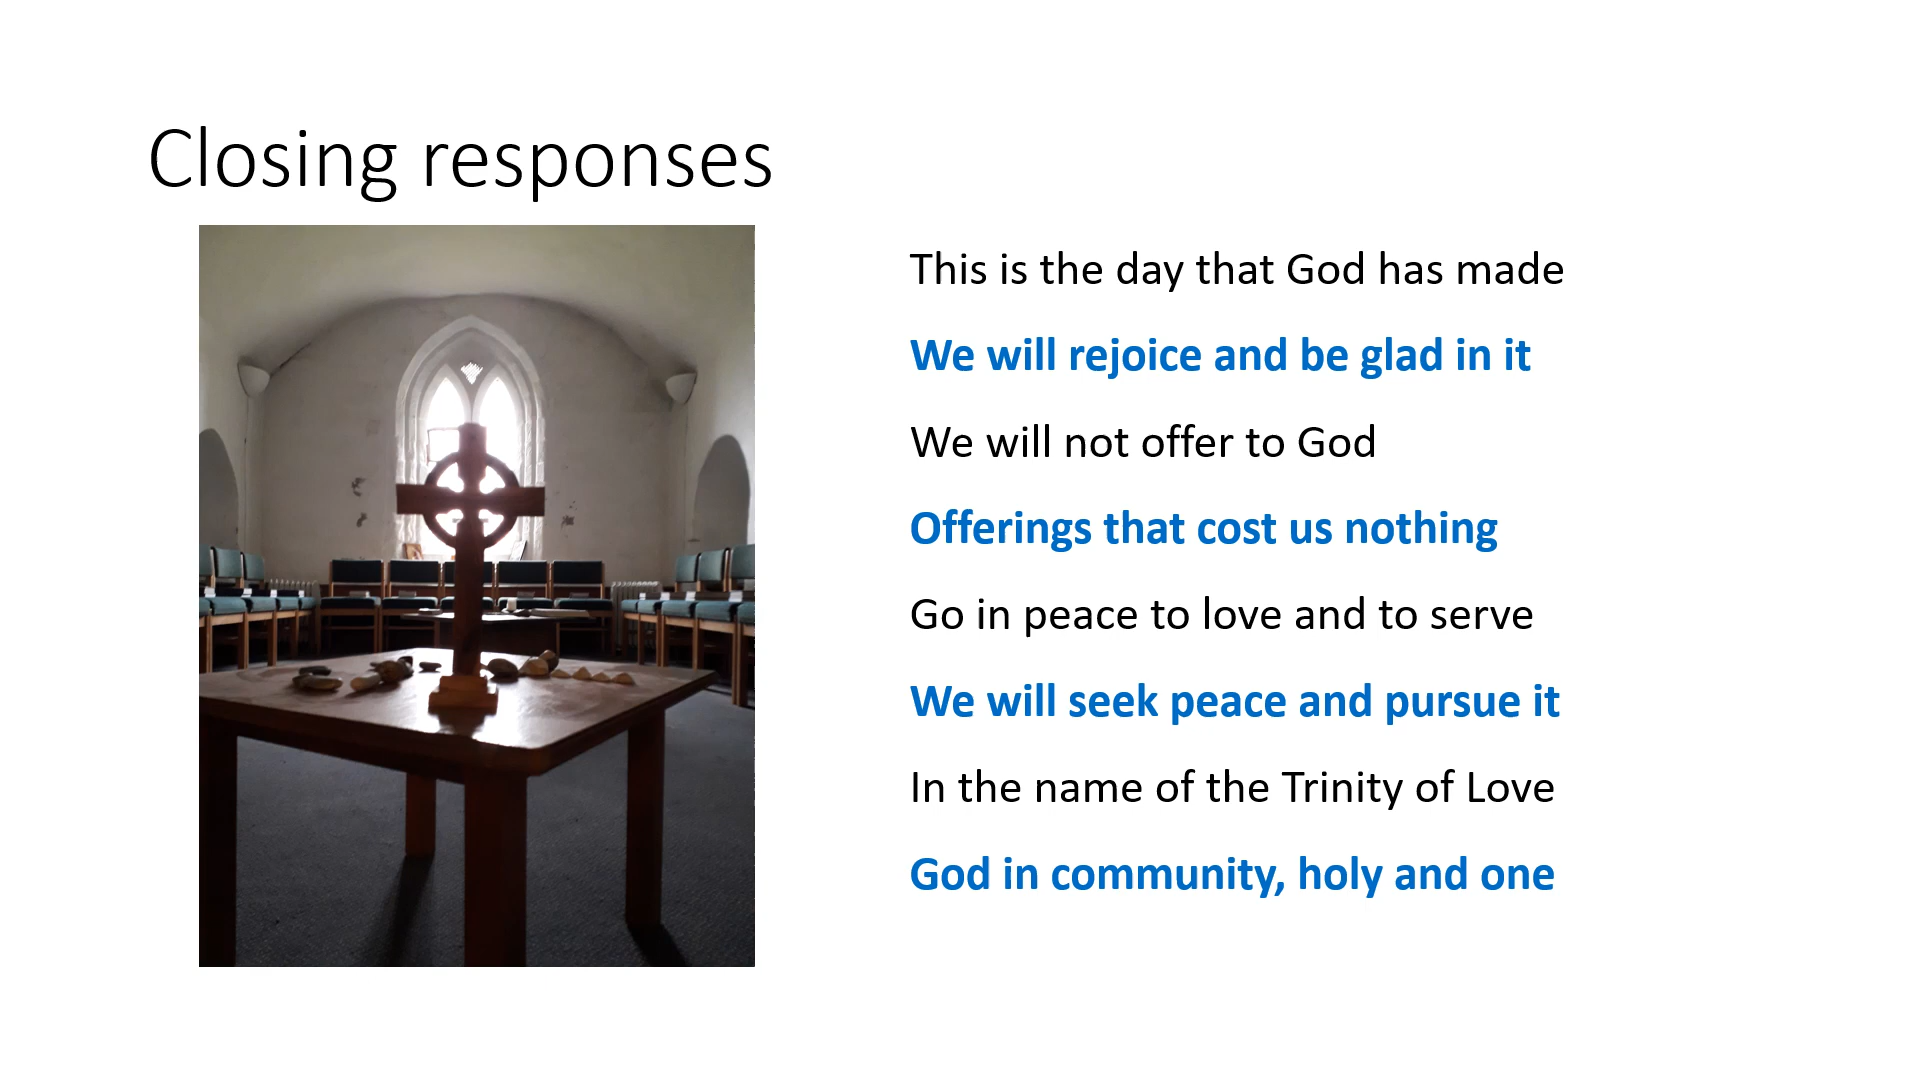 Closing responses
This is the day that God has made
We will rejoice and be glad in it
We will not offer to God
Offerings that cost us nothing
Go in peace to love and to serve
We will seek peace and pursue it
In the name of the Trinity of Love
God in community, holy and one